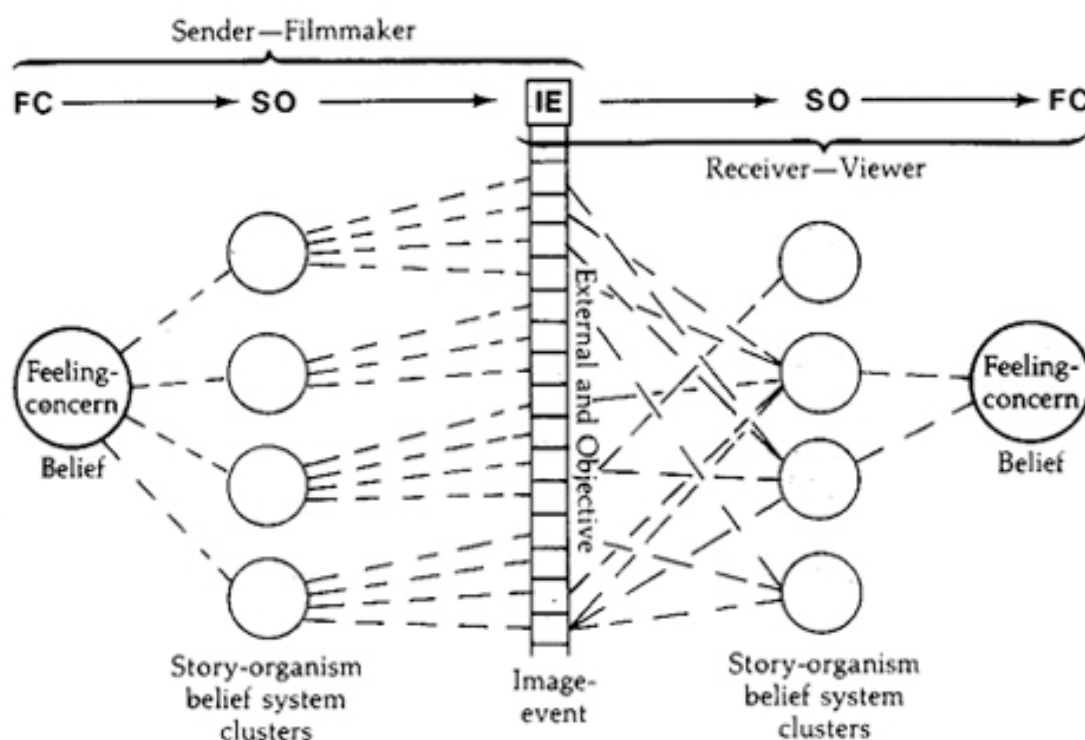 Sender—Filmmaker
FC SO IE SO FC
Receiver—Viewer
External and Objective
Feeling-
concern
Belief
Feeling-
concern
Belief
Story-organism
belief system
clusters
Image-
event
Story-organism
belief system
clusters